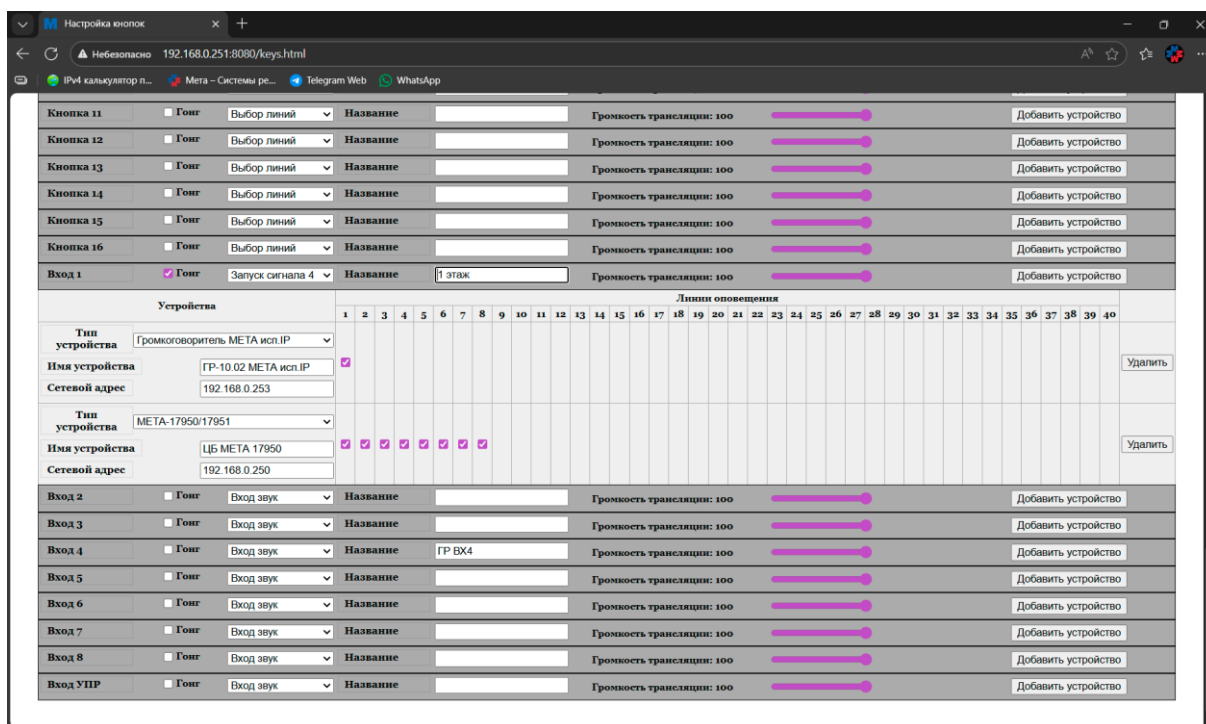 Настройка кнопок
Небезопасно 192.168.0.251:8080/keys.html
IPv4 калькулятор п... Мета – Системы ре... Telegram Web WhatsApp
Кнопка 11 Гонг Выбор линий Название Громкость трансляции: 100 Добавить устройство
Кнопка 12 Гонг Выбор линий Название Громкость трансляции: 100 Добавить устройство
Кнопка 13 Гонг Выбор линий Название Громкость трансляции: 100 Добавить устройство
Кнопка 14 Гонг Выбор линий Название Громкость трансляции: 100 Добавить устройство
Кнопка 15 Гонг Выбор линий Название Громкость трансляции: 100 Добавить устройство
Кнопка 16 Гонг Выбор линий Название Громкость трансляции: 100 Добавить устройство
Вход 1 Гонг Запуск сигнала 4 Название 1 этаж Громкость трансляции: 100 Добавить устройство
Устройства Линии оповещения
1 2 3 4 5 6 7 8 9 10 11 12 13 14 15 16 17 18 19 20 21 22 23 24 25 26 27 28 29 30 31 32 33 34 35 36 37 38 39 40
Тип устройства Громкоговоритель МЕТА исп.IP
Имя устройства ГР-10.02 МЕТА исп.IP Удалить
Сетевой адрес 192.168.0.253
Тип устройства МЕТА-17950/17951
Имя устройства ЦБ МЕТА 17950 Удалить
Сетевой адрес 192.168.0.250
Вход 2 Гонг Вход звук Название Громкость трансляции: 100 Добавить устройство
Вход 3 Гонг Вход звук Название Громкость трансляции: 100 Добавить устройство
Вход 4 Гонг Вход звук Название ГР ВХ4 Громкость трансляции: 100 Добавить устройство
Вход 5 Гонг Вход звук Название Громкость трансляции: 100 Добавить устройство
Вход 6 Гонг Вход звук Название Громкость трансляции: 100 Добавить устройство
Вход 7 Гонг Вход звук Название Громкость трансляции: 100 Добавить устройство
Вход 8 Гонг Вход звук Название Громкость трансляции: 100 Добавить устройство
Вход УПР Гонг Вход звук Название Громкость трансляции: 100 Добавить устройство